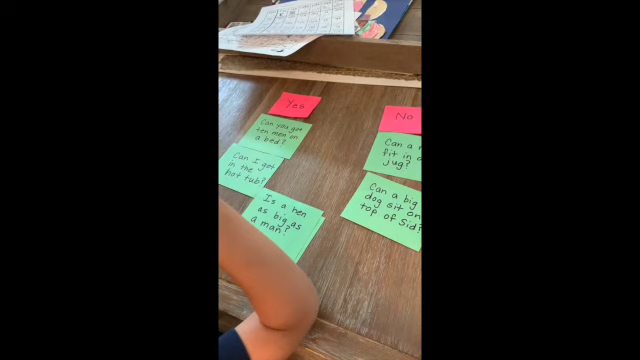 Yes
Can you get
ten men on
a bed?
Can I get
in the
hot tub?
Is a hen
as big as
a man?
No
Can a
fit in a
jug?
Can a big
dog sit on
top of Sid?